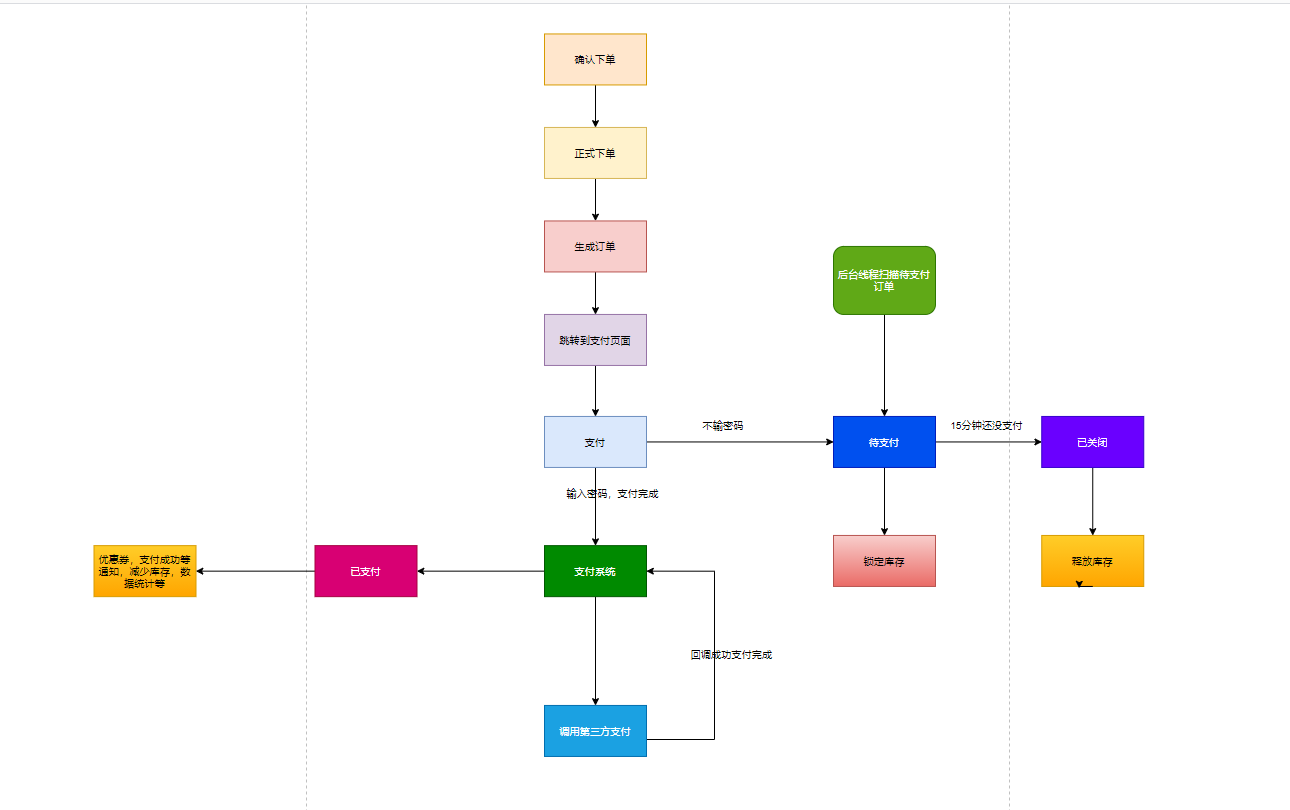 确认下单
正式下单
生成订单
后台线程扫描待支付
订单
跳转到支付页面
支付
不输密码
待支付
15分钟还没支付
已关闭
输入密码，支付完成
优惠券，支付成功等
通知，减少库存，数
据统计等
已支付
支付系统
锁定库存
释放库存
回调成功支付完成
调用第三方支付